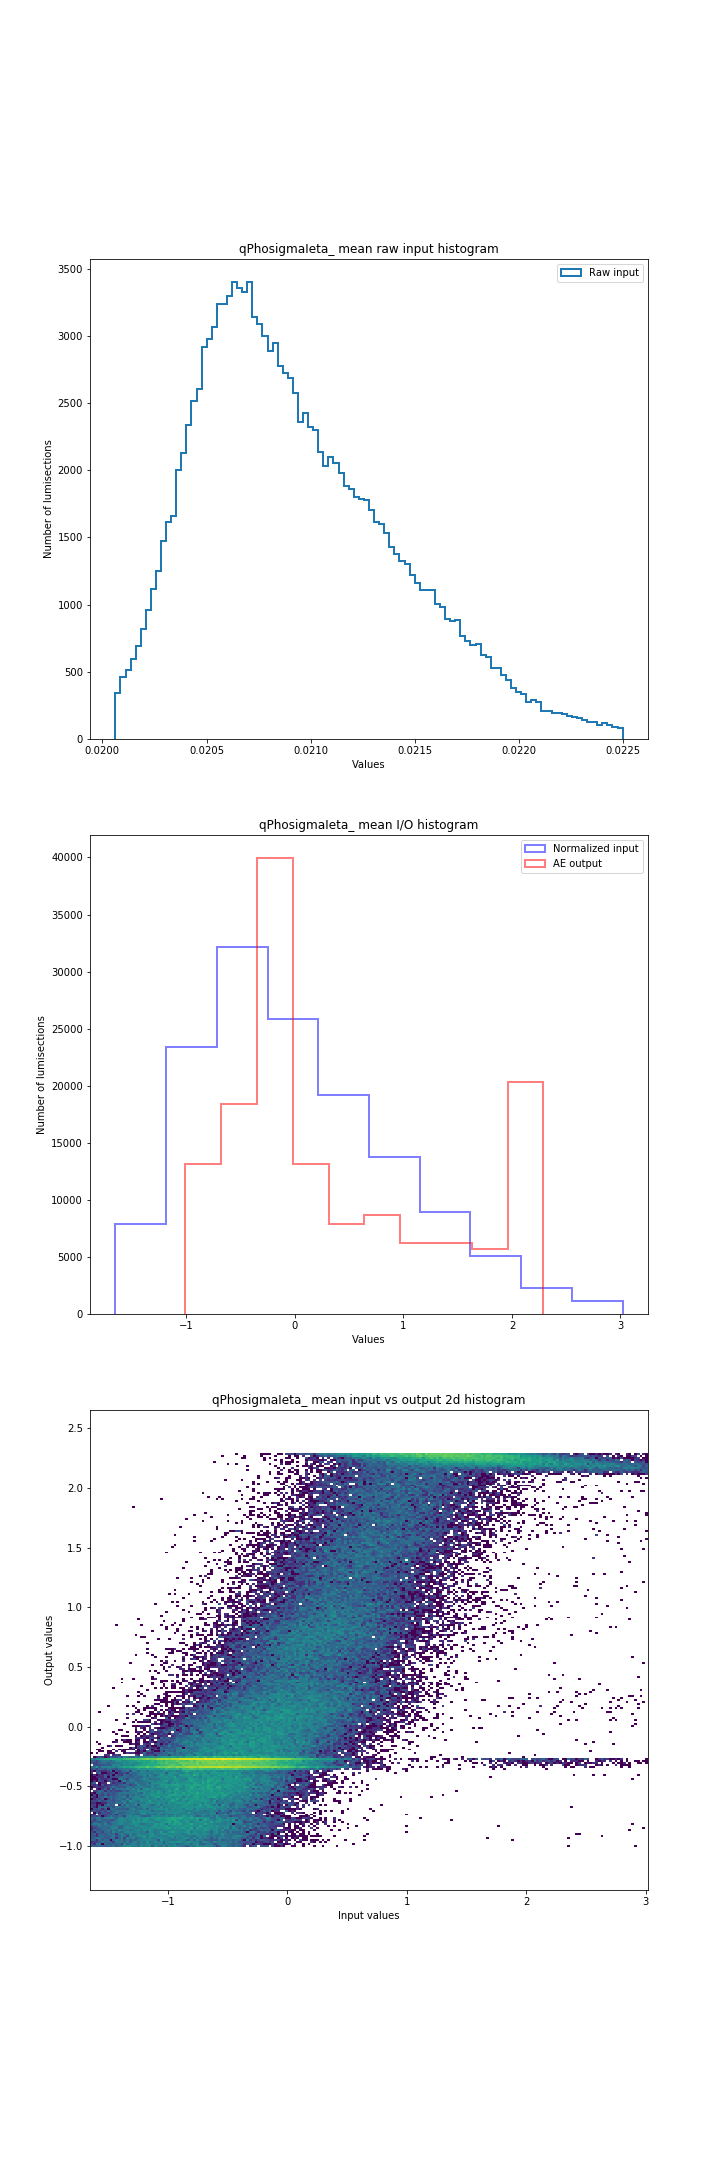 qPhosigmaIeta_ mean raw input histogram
3500
3000
2500
2000
1500
1000
500
0
Number of lumisections
Raw input
0.0200 0.0205 0.0210 0.0215 0.0220 0.0225
Values
qPhosigmaIeta_ mean I/O histogram
40000
35000
30000
25000
20000
15000
10000
5000
0
Number of lumisections
Normalized input
AE output
−1 0 1 2 3
Values
qPhosigmaIeta_ mean input vs output 2d histogram
2.5
2.0
1.5
1.0
0.5
0.0
−0.5
−1.0
Output values
−1 0 1 2 3
Input values